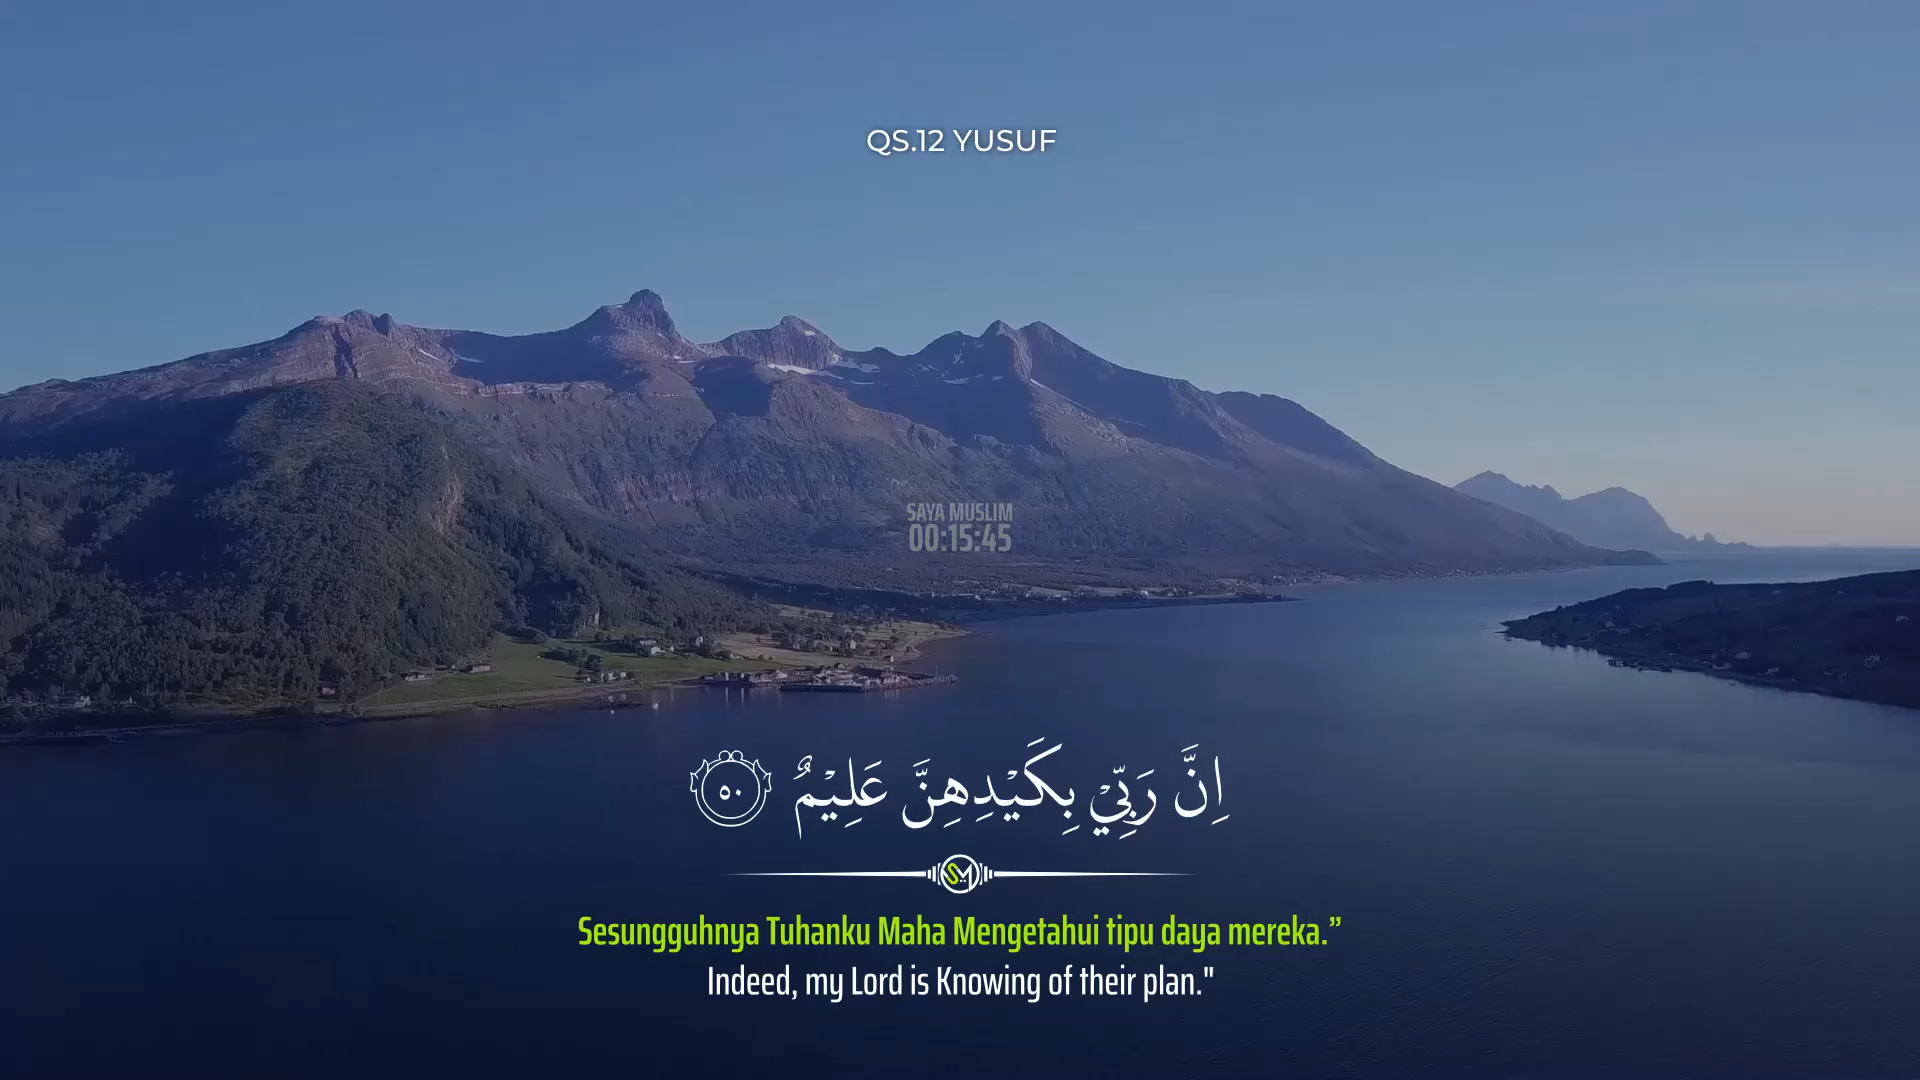 QS.12 YUSUF
SAYA MUSLIM
00:15:45
اِنَّ رَبِّيْ بِكَيْدِهِنَّ عَلِيْمٌ ۝٥٠
SM
Sesungguhnya Tuhanku Maha Mengetahui tipu daya mereka.”
Indeed, my Lord is Knowing of their plan."